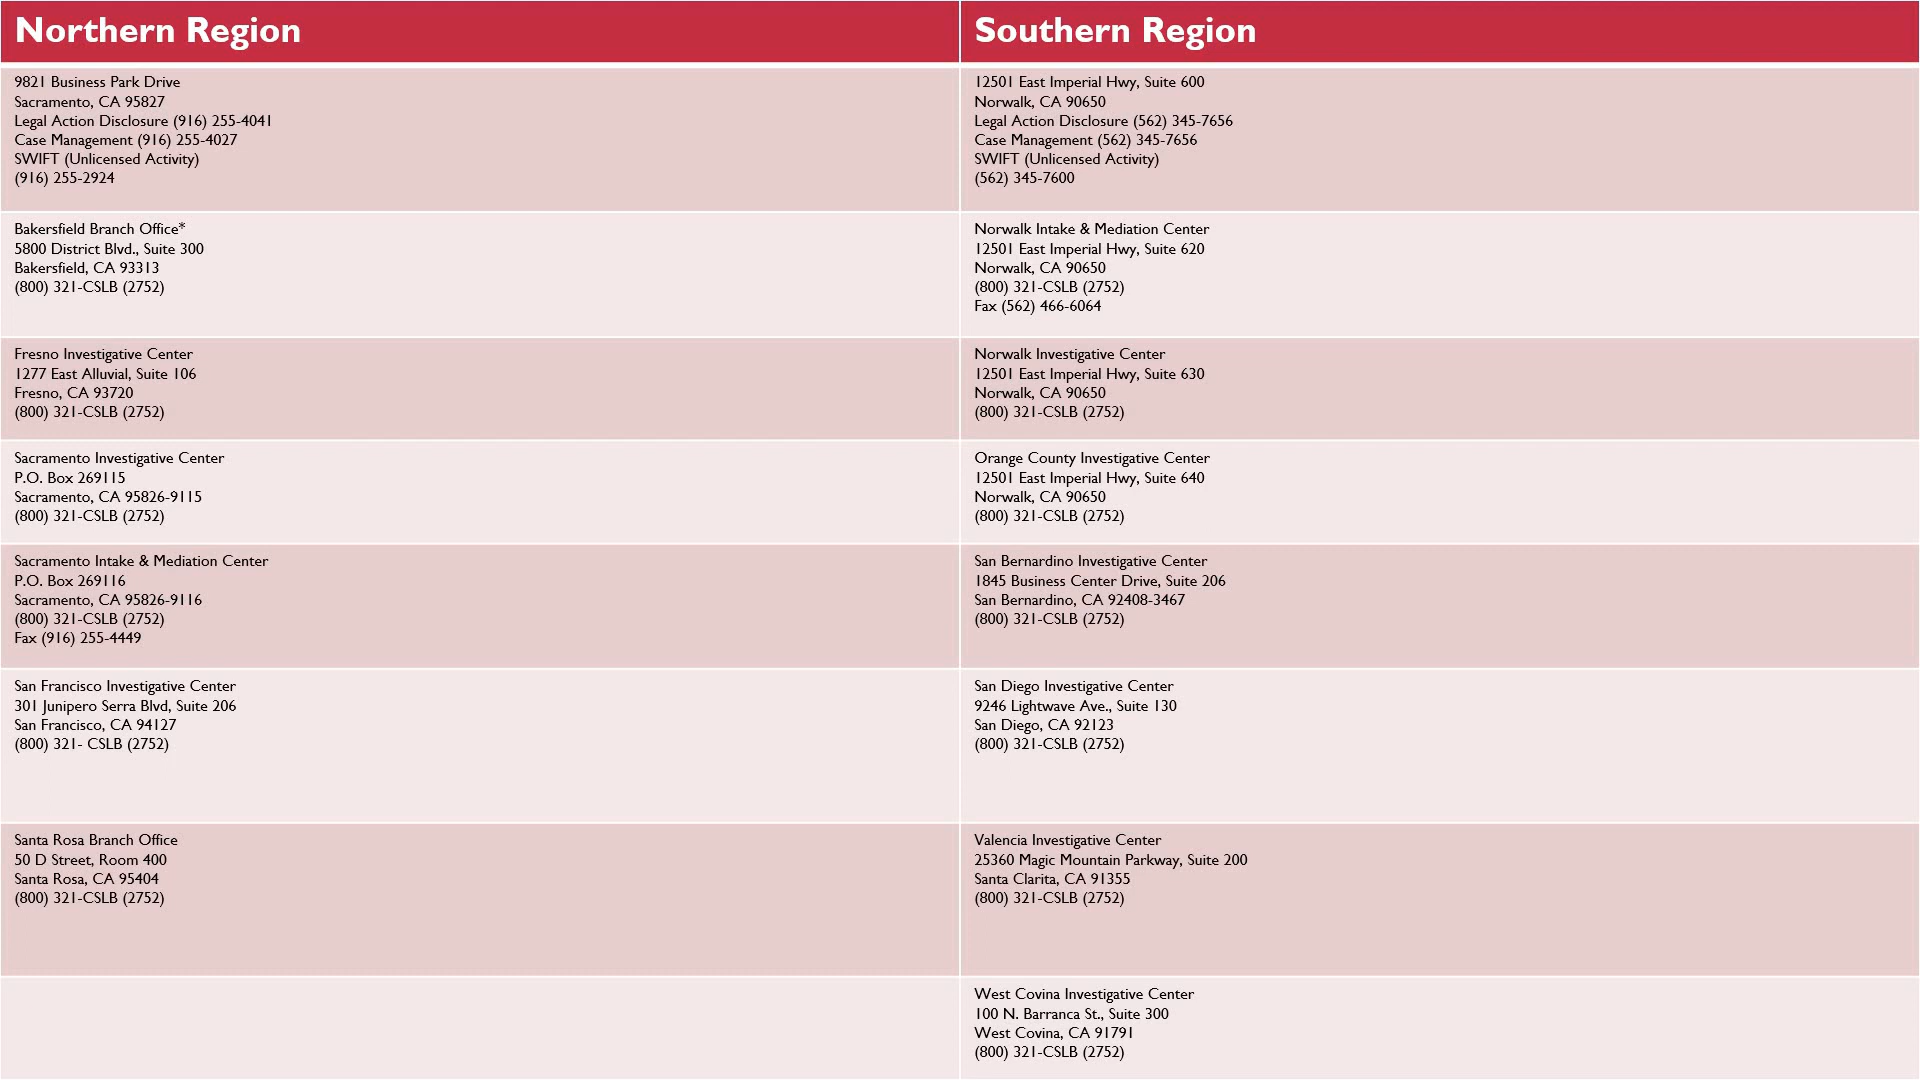 Northern Region
Southern Region
9821 Business Park Drive
Sacramento, CA 95827
Legal Action Disclosure (916) 255-4041
Case Management (916) 255-4027
SWIFT (Unlicensed Activity)
(916) 255-2924
12501 East Imperial Hwy, Suite 600
Norwalk, CA 90650
Legal Action Disclosure (562) 345-7656
Case Management (562) 345-7656
SWIFT (Unlicensed Activity)
(562) 345-7600
Bakersfield Branch Office*
5800 District Blvd., Suite 300
Bakersfield, CA 93313
(800) 321-CSLB (2752)
Norwalk Intake & Mediation Center
12501 East Imperial Hwy, Suite 620
Norwalk, CA 90650
(800) 321-CSLB (2752)
Fax (562) 466-6064
Fresno Investigative Center
1277 East Alluvial, Suite 106
Fresno, CA 93720
(800) 321-CSLB (2752)
Norwalk Investigative Center
12501 East Imperial Hwy, Suite 630
Norwalk, CA 90650
(800) 321-CSLB (2752)
Sacramento Investigative Center
P.O. Box 269115
Sacramento, CA 95826-9115
(800) 321-CSLB (2752)
Orange County Investigative Center
12501 East Imperial Hwy, Suite 640
Norwalk, CA 90650
(800) 321-CSLB (2752)
Sacramento Intake & Mediation Center
P.O. Box 269116
Sacramento, CA 95826-9116
(800) 321-CSLB (2752)
Fax (916) 255-4449
San Bernardino Investigative Center
1845 Business Center Drive, Suite 206
San Bernardino, CA 92408-3467
(800) 321-CSLB (2752)
San Francisco Investigative Center
301 Junipero Serra Blvd, Suite 206
San Francisco, CA 94127
(800) 321- CSLB (2752)
San Diego Investigative Center
9246 Lightwave Ave., Suite 130
San Diego, CA 92123
(800) 321-CSLB (2752)
Santa Rosa Branch Office
50 D Street, Room 400
Santa Rosa, CA 95404
(800) 321-CSLB (2752)
Valencia Investigative Center
25360 Magic Mountain Parkway, Suite 200
Santa Clarita, CA 91355
(800) 321-CSLB (2752)
West Covina Investigative Center
100 N. Barranca St., Suite 300
West Covina, CA 91791
(800) 321-CSLB (2752)